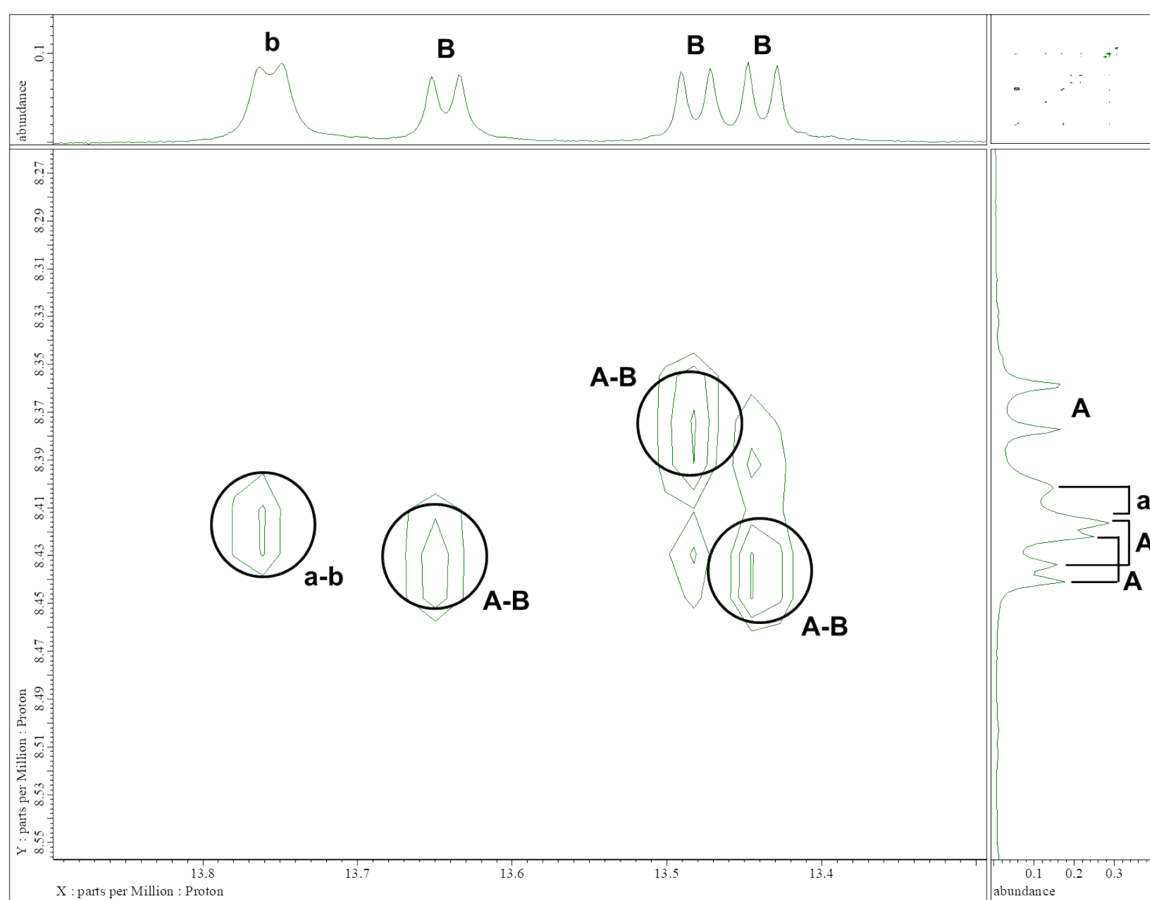 b
B
B
B
0.1
abundance
8.27
8.29
8.31
8.33
8.35
8.37
8.39
8.41
8.43
8.45
8.47
8.49
8.51
8.53
8.55
Y : parts per Million : Proton
A-B
a-b
A-B
A-B
A
a
A
A
13.8
13.7
13.6
13.5
13.4
X : parts per Million : Proton
0.1
0.2
0.3
abundance